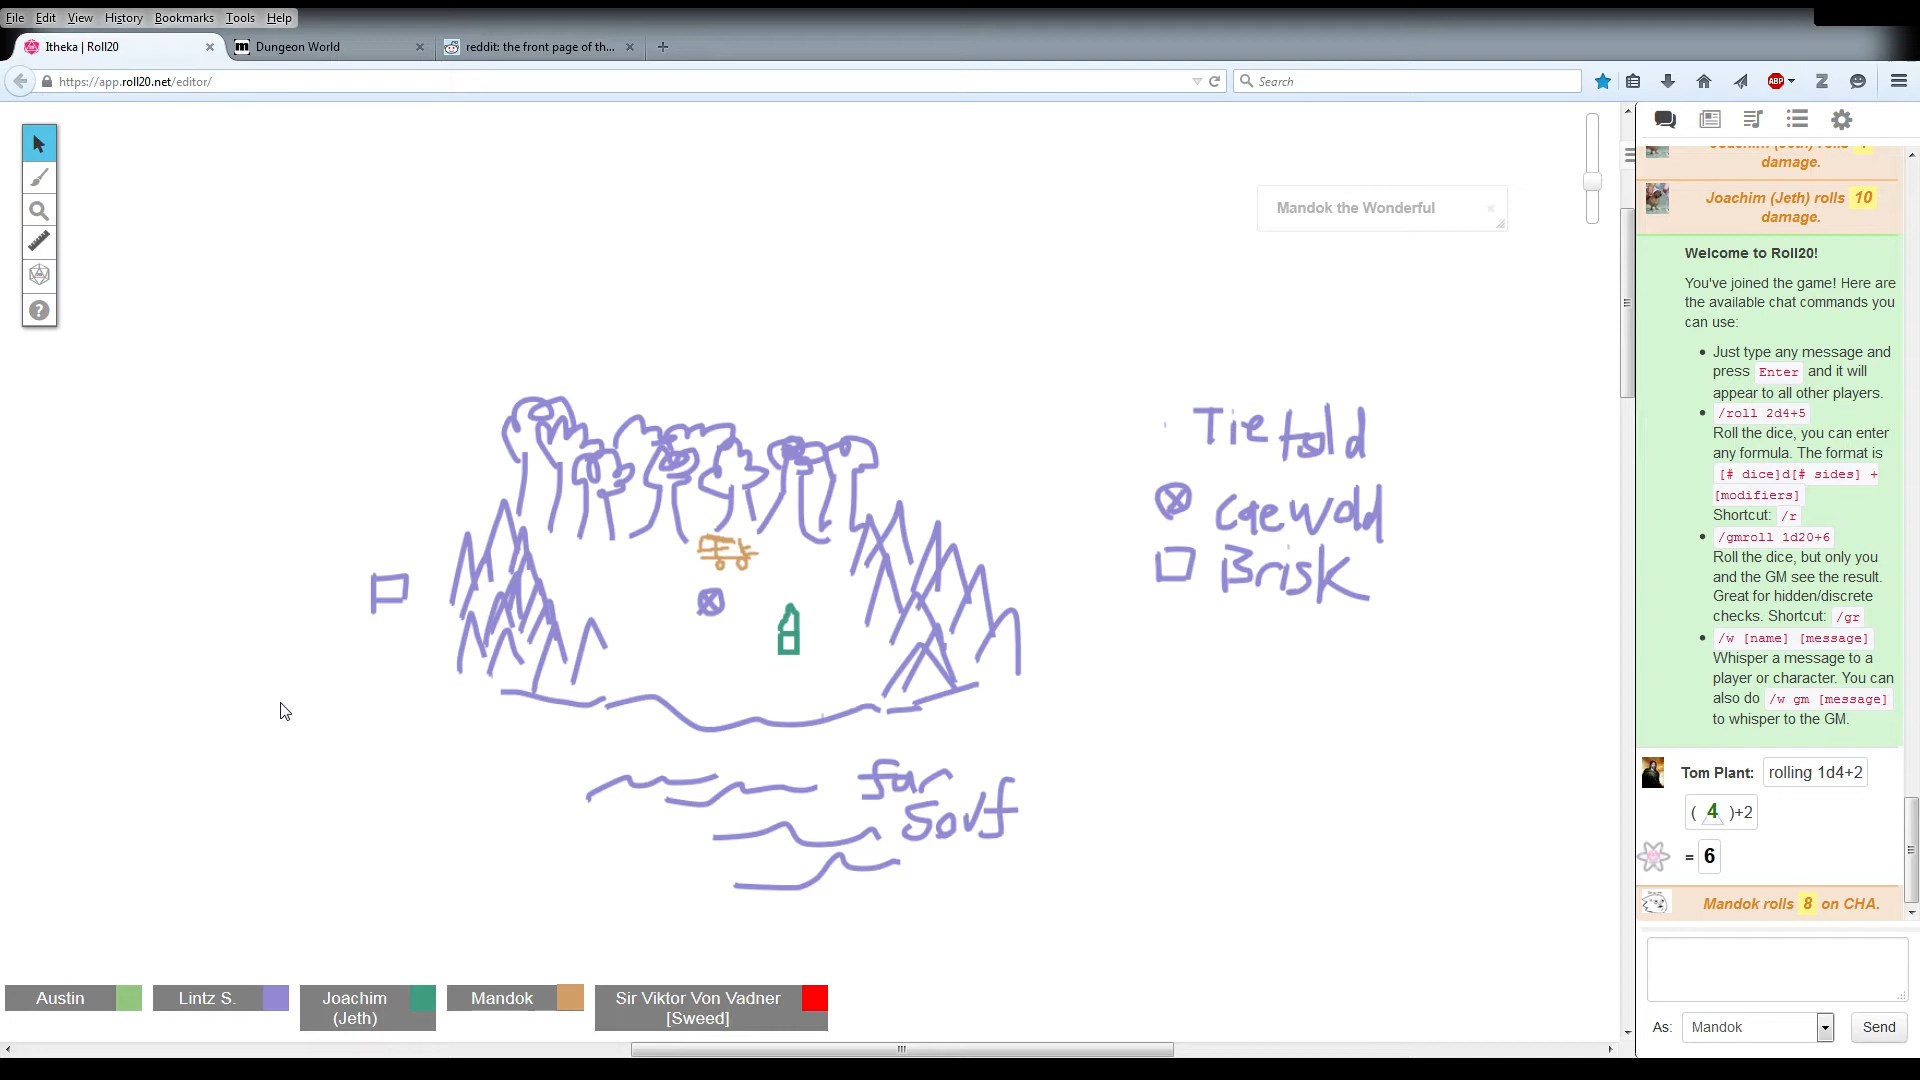 File Edit View History Bookmarks Tools Help
Itheka | Roll20
Dungeon World
reddit: the front page of th...
https://app.roll20.net/editor/
Search
ABP
Mandok the Wonderful
Tiefold
Caewold
Brisk
far
Austin
Lintz S.
Joachim
(Jeth)
Mandok
Sir Viktor Von Vadner
[Sweed]
damage.
Joachim (Jeth) rolls 10
damage.
Welcome to Roll20!
You've joined the game! Here are
the available chat commands you
can use:
Just type any message and
press Enter and it will
appear to all other players.
/roll 2d4+5
Roll the dice, you can enter
any formula. The format is
[# dice]d[# sides] +
[modifiers]
Shortcut: /r
/gmroll 1d20+6
Roll the dice, but only you
and the GM see the result.
Great for hidden/discrete
checks. Shortcut: /gr
/w [name] [message]
Whisper a message to a
player or character. You can
also do /w gm [message]
to whisper to the GM.
Tom Plant: rolling 1d4+2
( 4 )+2
= 6
Mandok rolls 8 on CHA.
As: Mandok Send